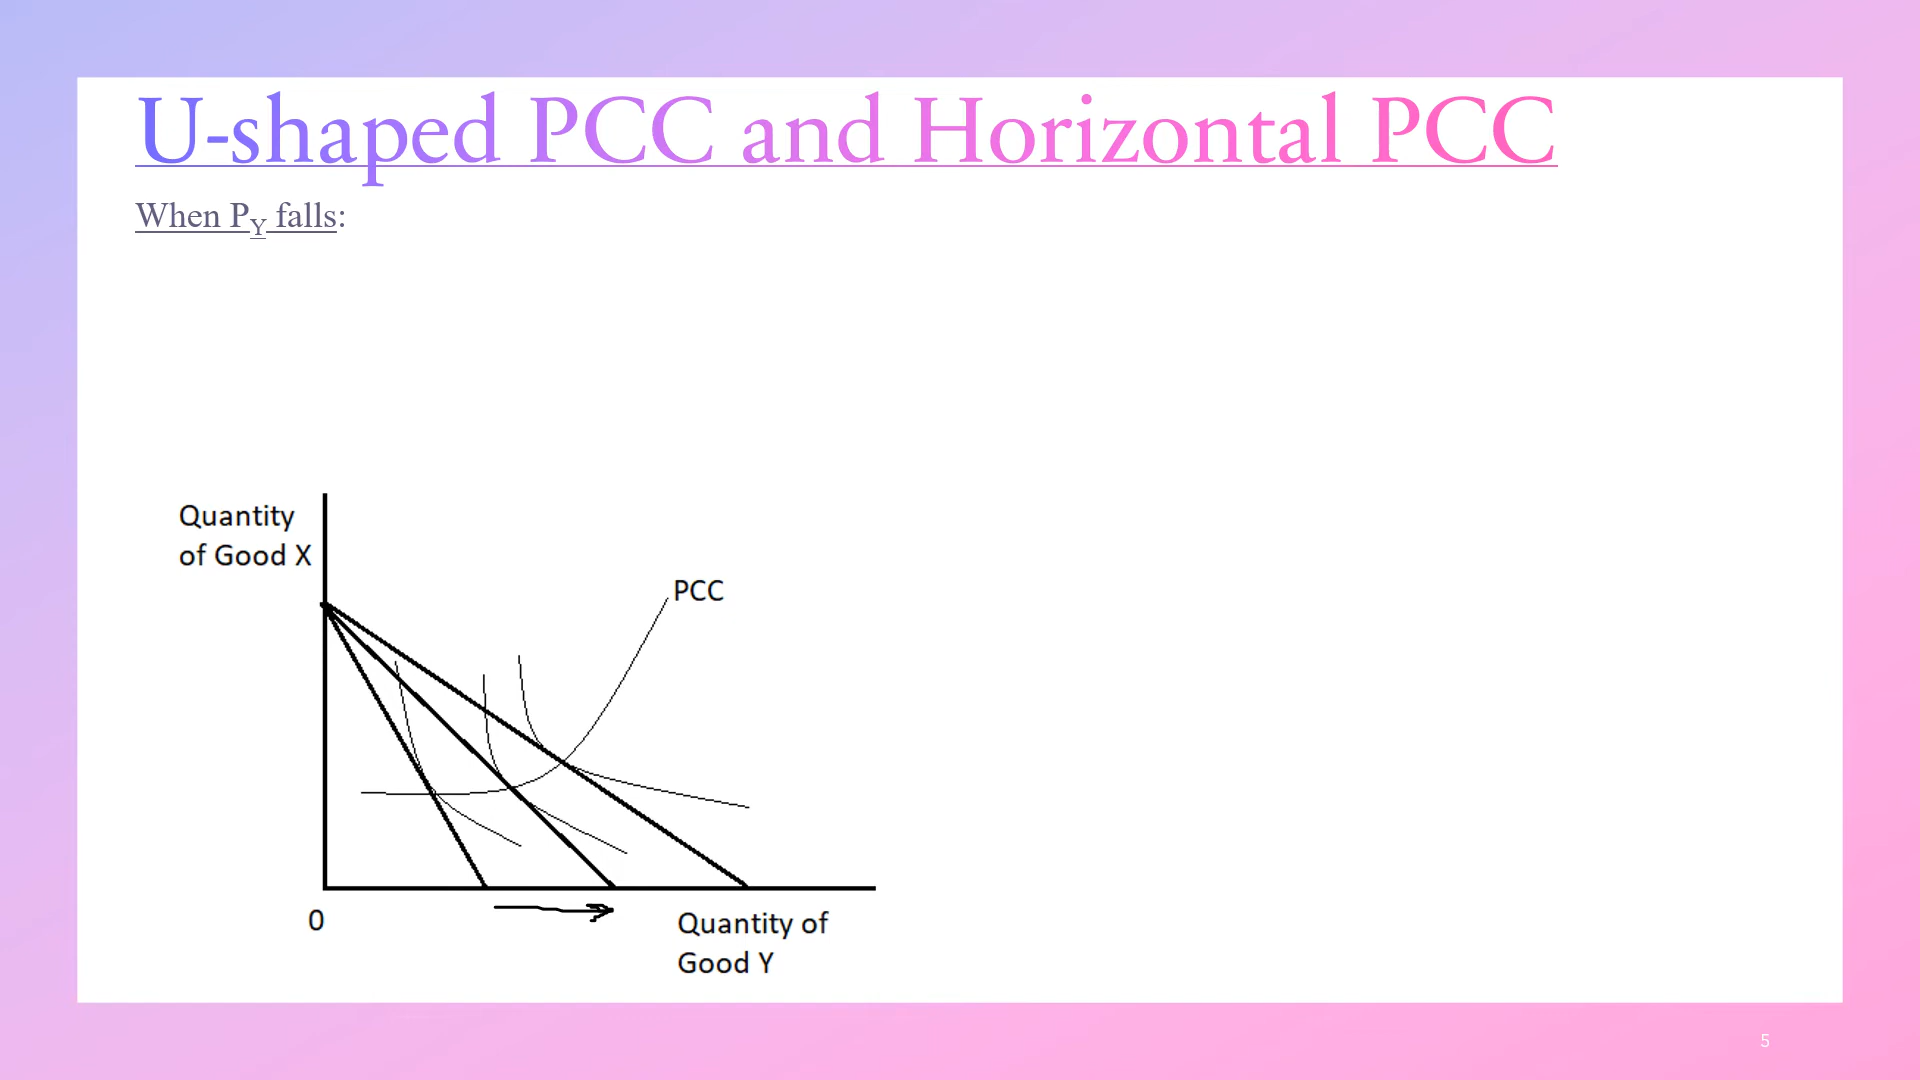 U-shaped PCC and Horizontal PCC
When P_Y falls:
Quantity
of Good X
PCC
0
Quantity of
Good Y
5